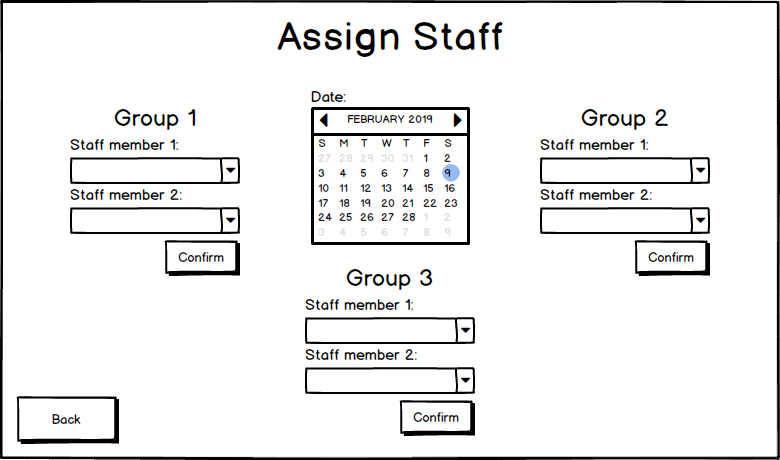 Assign Staff
Group 1
Staff member 1:
Staff member 2:
Confirm
Date:
FEBRUARY 2019
S M T W T F S
27 28 29 30 31 1 2
3 4 5 6 7 8 9
10 11 12 13 14 15 16
17 18 19 20 21 22 23
24 25 26 27 28 1 2
3 4 5 6 7 8 9
Group 2
Staff member 1:
Staff member 2:
Confirm
Group 3
Staff member 1:
Staff member 2:
Confirm
Back